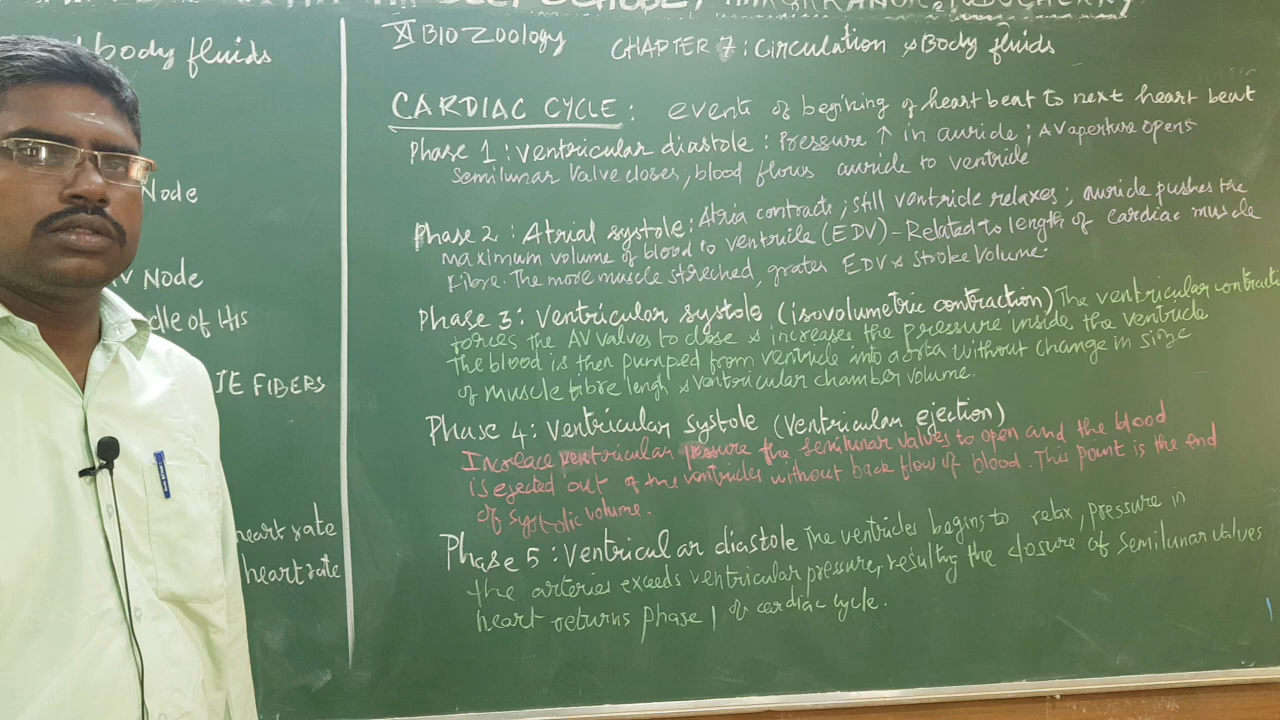 XI BIO Zoology
CHAPTER 7: Circulation & Body fluids
body fluids
Node
Node
dle of His
JE FIBERS
heart rate
heart rate
CARDIAC CYCLE: events of begining of heart beat to next heart beat
Phase 1: ventricular diastole: Pressure ↑ in auricle; AV aperture opens
Semilunar Valve closes, blood flows auricle to ventricle
Phase 2: Atrial systole: Atria contracts; still ventricle relaxes; auricle pushes the
maximum volume of blood to ventricle (EDV) - Related to length of cardiac muscle
Fibre. The more muscle streched, grater EDV & stroke Volume.
Phase 3: Ventricular systole (isovolumetric contraction) The ventricular contracts
forces the AV valves to close & increases the pressure inside the ventricle
The blood is then pumped from ventricle into aorta without change in size
of muscle fibre lengh & ventricular chamber volume.
Phase 4: Ventricular systole (Ventricular ejection)
Increace ventricular pressure the semilunar valves to open and the blood
is ejected out of the ventricles without back flow of blood. This point is the end
of systolic volume.
Phase 5: Ventricular diastole The ventricles begins to relax, pressure in
the arteries exceeds ventricular pressure, resulting the closure of semilunar valves
heart returns phase 1 of cardiac cycle.